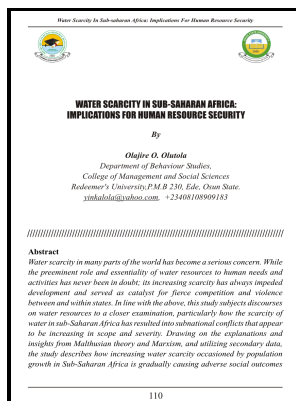 Water Scarcity In Sub-saharan Africa: Implications For Human Resource Security
WATER SCARCITY IN SUB-SAHARAN AFRICA:
IMPLICATIONS FOR HUMAN RESOURCE SECURITY
By
Olajire O. Olutola
Department of Behaviour Studies,
College of Management and Social Sciences
Redeemer's University,P.M.B 230, Ede, Osun State.
yinkalola@yahoo.com, +2348108909183
Abstract
Water scarcity in many parts of the world has become a serious concern. While
the preeminent role and essentiality of water resources to human needs and
activities has never been in doubt; its increasing scarcity has always impeded
development and served as catalyst for fierce competition and violence
between and within states. In line with the above, this study subjects discourses
on water resources to a closer examination, particularly how the scarcity of
water in sub-Saharan Africa has resulted into subnational conflicts that appear
to be increasing in scope and severity. Drawing on the explanations and
insights from Malthusian theory and Marxism, and utilizing secondary data,
the study describes how increasing water scarcity occasioned by population
growth in Sub-Saharan Africa is gradually causing adverse social outcomes
110